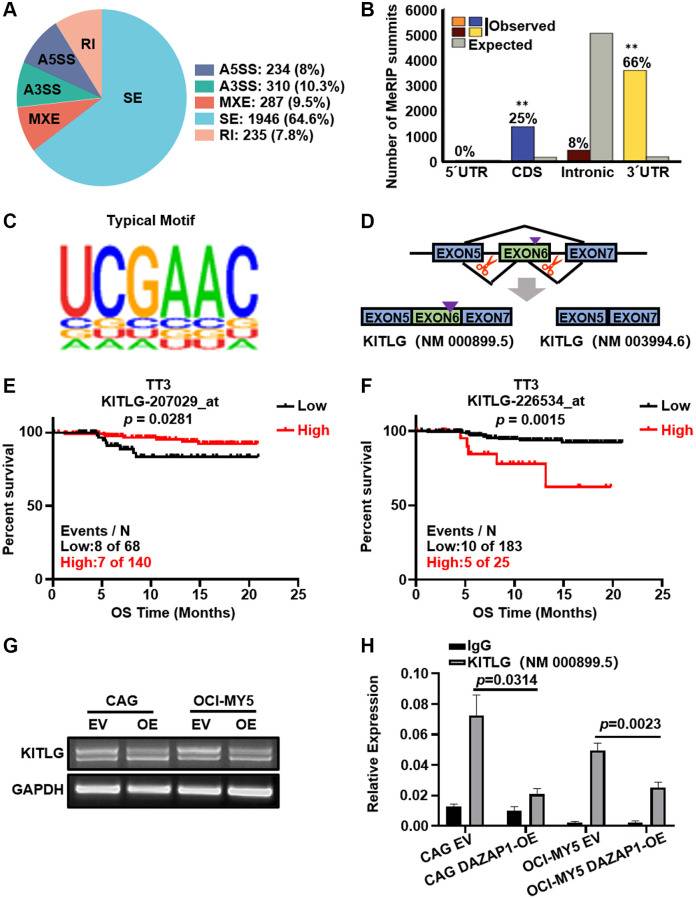 A
RI
A5SS
A3SS
MXE
SE
A5SS: 234 (8%)
A3SS: 310 (10.3%)
MXE: 287 (9.5%)
SE: 1946 (64.6%)
RI: 235 (7.8%)
B
Number of MeRIP summits
6000
5000
4000
3000
2000
1000
0
Observed
Expected
0%
**
25%
8%
**
66%
5´UTR
CDS
Intronic
3´UTR
C
Typical Motif
UCGAAC
D
EXON5
EXON6
EXON7
EXON5
EXON6
EXON7
EXON5
EXON7
KITLG (NM 000899.5)
KITLG (NM 003994.6)
E
TT3
KITLG-207029_at
p = 0.0281
Low
High
Percent survival
100
50
0
Events / N
Low:8 of 68
High:7 of 140
0 5 10 15 20 25
OS Time (Months)
F
TT3
KITLG-226534_at
p = 0.0015
Low
High
Percent survival
100
50
0
Events / N
Low:10 of 183
High:5 of 25
0 5 10 15 20 25
OS Time (Months)
G
CAG
OCI-MY5
EV OE EV OE
KITLG
GAPDH
H
IgG
KITLG (NM 000899.5)
Relative Expression
0.10
0.08
0.06
0.04
0.02
0.00
p=0.0314
p=0.0023
CAG EV
CAG DAZAP1-OE
OCI-MY5 EV
OCI-MY5 DAZAP1-OE